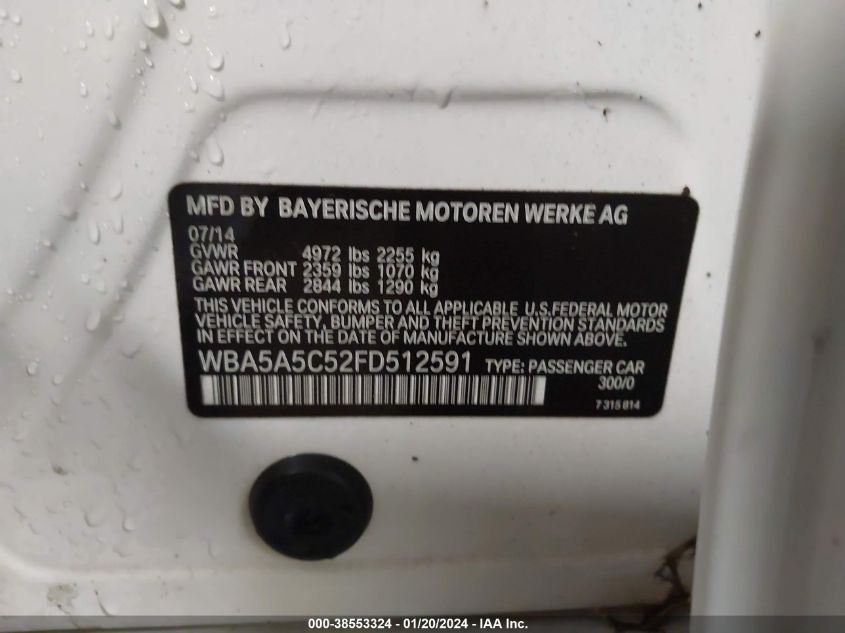 MFD BY BAYERISCHE MOTOREN WERKE AG
07/14
GVWR 4972 lbs 2255 kg
GAWR FRONT 2359 lbs 1070 kg
GAWR REAR 2844 lbs 1290 kg
THIS VEHICLE CONFORMS TO ALL APPLICABLE U.S.FEDERAL MOTOR
VEHICLE SAFETY, BUMPER AND THEFT PREVENTION STANDARDS
IN EFFECT ON THE DATE OF MANUFACTURE SHOWN ABOVE.
WBA5A5C52FD512591 TYPE: PASSENGER CAR
300/0
7315814
000-38553324 | 01/20/2024 - IAA Inc.